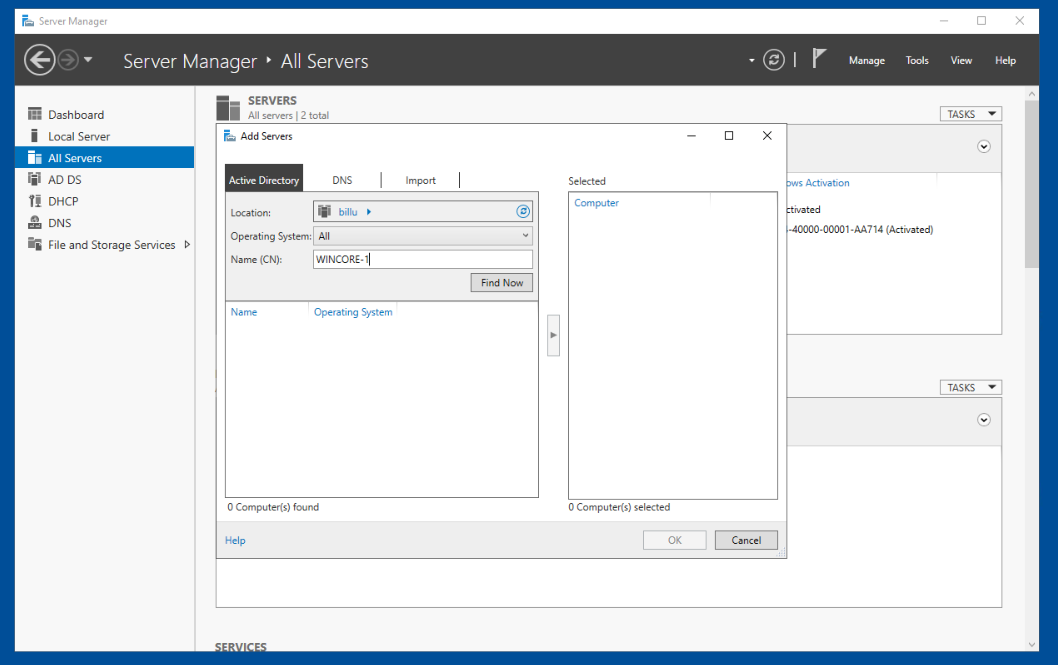 Server Manager
Server Manager ‣ All Servers
Manage Tools View Help
Dashboard
Local Server
All Servers
AD DS
DHCP
DNS
File and Storage Services
SERVERS
All servers | 2 total
TASKS
Add Servers
Active Directory DNS Import
Location: billu
Operating System: All
Name (CN): WINCORE-1
Find Now
Name Operating System
0 Computer(s) found
Selected
Computer
0 Computer(s) selected
Help
OK Cancel
Activation
-40000-00001-AA714 (Activated)
TASKS
SERVICES